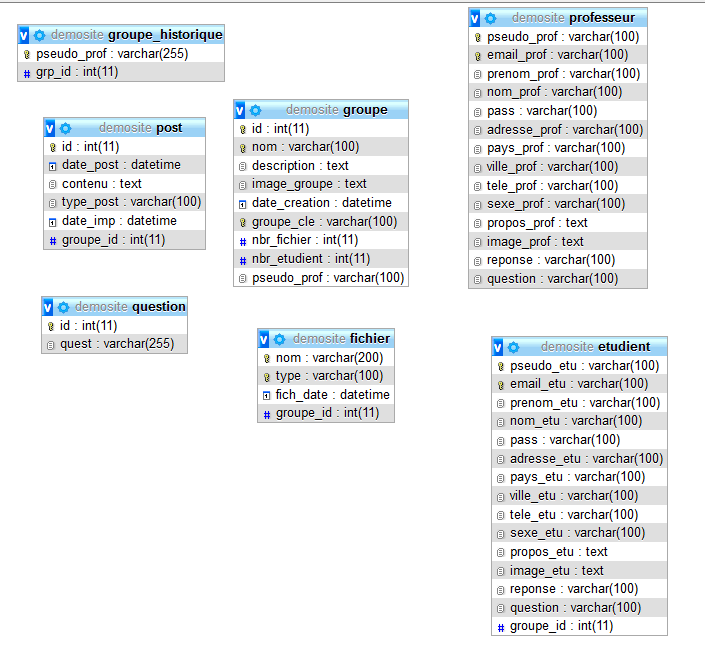 v demosite groupe_historique
pseudo_prof : varchar(255)
# grp_id : int(11)
v demosite post
id : int(11)
date_post : datetime
contenu : text
type_post : varchar(100)
date_imp : datetime
# groupe_id : int(11)
v demosite question
id : int(11)
quest : varchar(255)
v demosite groupe
id : int(11)
nom : varchar(100)
description : text
image_groupe : text
date_creation : datetime
groupe_cle : varchar(100)
# nbr_fichier : int(11)
# nbr_etudient : int(11)
pseudo_prof : varchar(100)
v demosite fichier
nom : varchar(200)
type : varchar(100)
fich_date : datetime
# groupe_id : int(11)
v demosite professeur
pseudo_prof : varchar(100)
email_prof : varchar(100)
prenom_prof : varchar(100)
nom_prof : varchar(100)
pass : varchar(100)
adresse_prof : varchar(100)
pays_prof : varchar(100)
ville_prof : varchar(100)
tele_prof : varchar(100)
sexe_prof : varchar(100)
propos_prof : text
image_prof : text
reponse : varchar(100)
question : varchar(100)
v demosite etudient
pseudo_etu : varchar(100)
email_etu : varchar(100)
prenom_etu : varchar(100)
nom_etu : varchar(100)
pass : varchar(100)
adresse_etu : varchar(100)
pays_etu : varchar(100)
ville_etu : varchar(100)
tele_etu : varchar(100)
sexe_etu : varchar(100)
propos_etu : text
image_etu : text
reponse : varchar(100)
question : varchar(100)
# groupe_id : int(11)